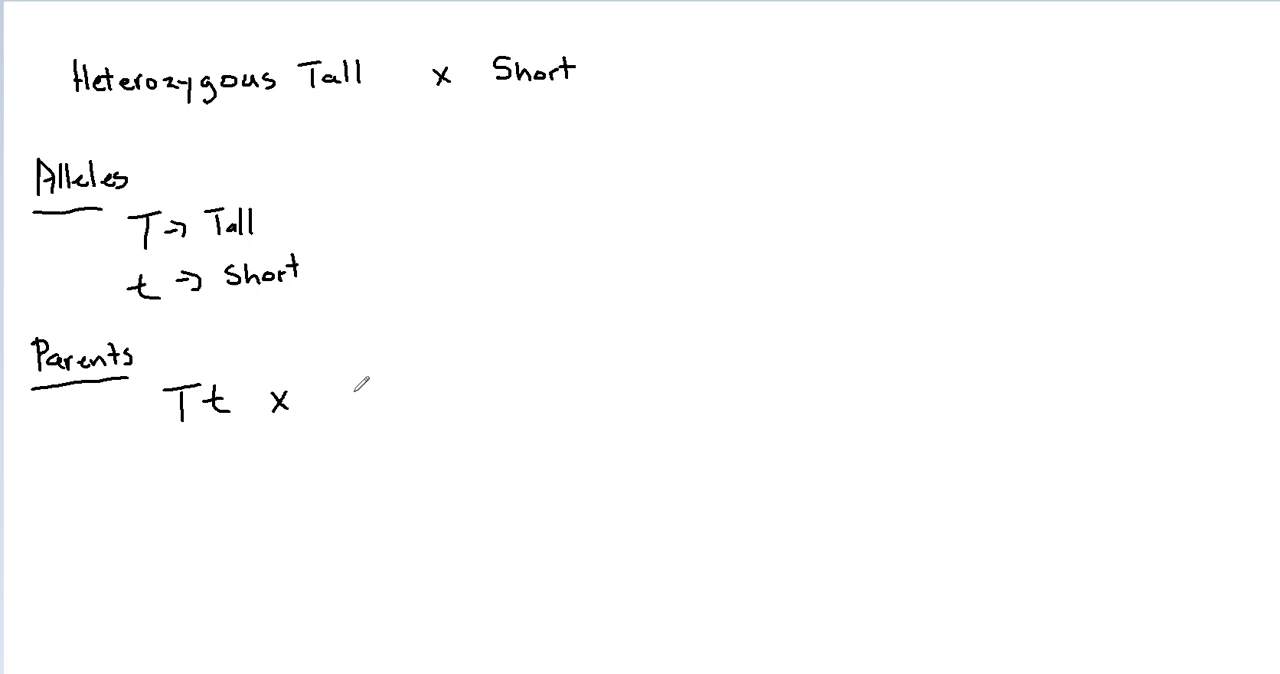 Heterozygous Tall x Short
Alleles
T → Tall
t → Short
Parents
Tt x